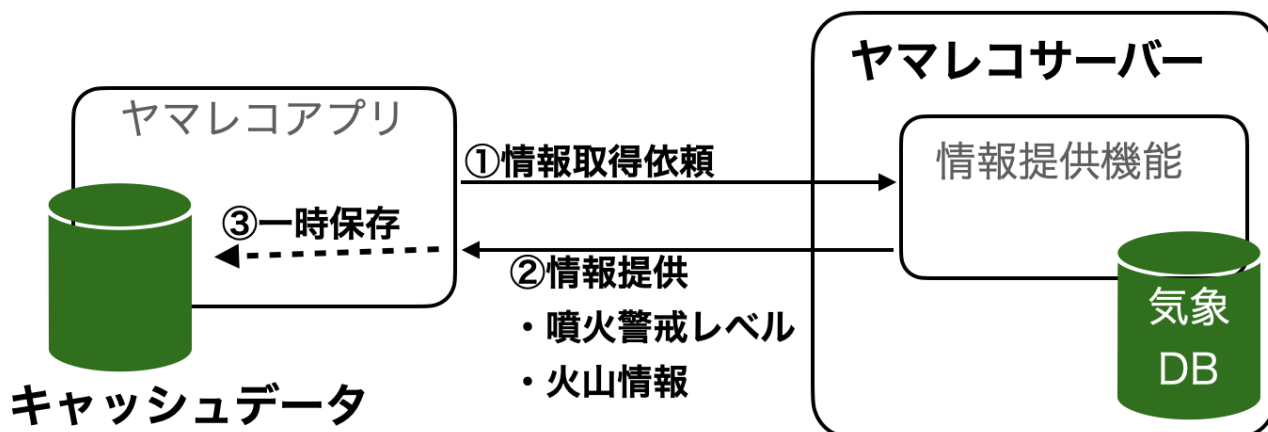 ヤマレコサーバー
ヤマレコアプリ
情報提供機能
①情報取得依頼
③一時保存
②情報提供
・噴火警戒レベル
・火山情報
気象
DB
キャッシュデータ